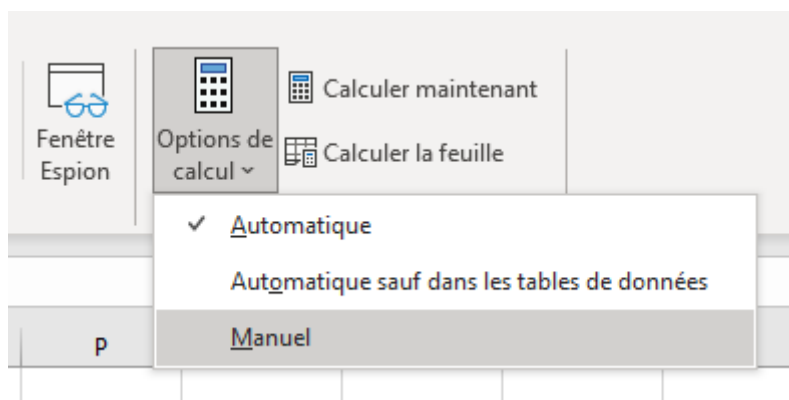 Fenêtre
Espion
Options de
calcul
Calculer maintenant
Calculer la feuille
Automatique
Automatique sauf dans les tables de données
Manuel
P